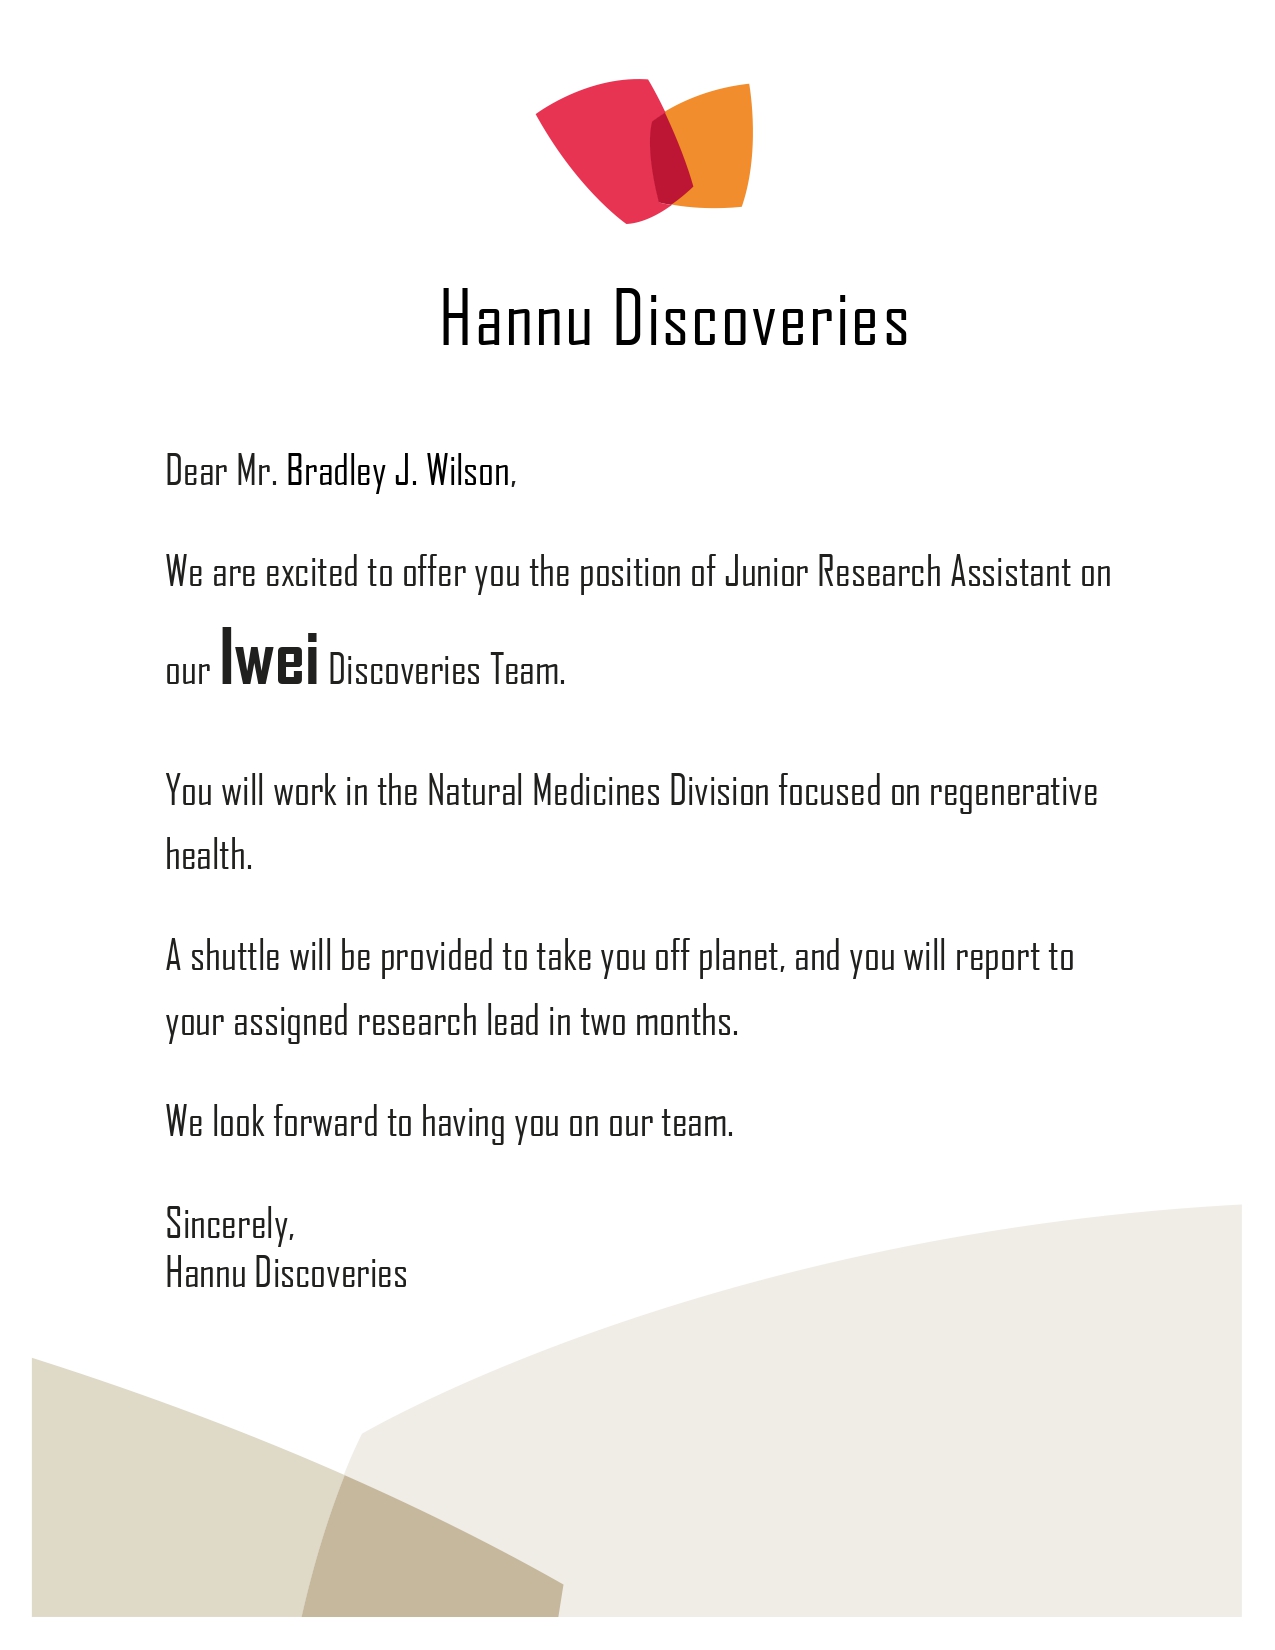 Hannu Discoveries
Dear Mr. Bradley J. Wilson,
We are excited to offer you the position of Junior Research Assistant on
our Iwei Discoveries Team.
You will work in the Natural Medicines Division focused on regenerative
health.
A shuttle will be provided to take you off planet, and you will report to
your assigned research lead in two months.
We look forward to having you on our team.
Sincerely,
Hannu Discoveries